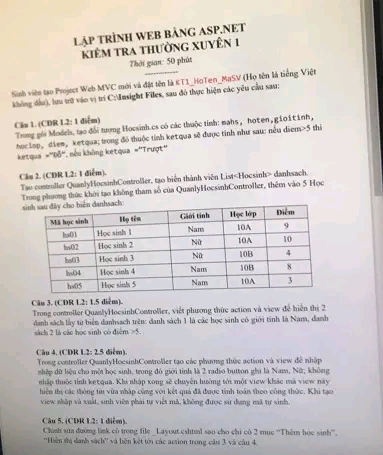 LẬP TRÌNH WEB BẰNG ASP.NET
KIỂM TRA THƯỜNG XUYÊN 1
Thời gian: 50 phút
Sinh viên tạo Project Web MVC mới và đặt tên là KT1_HoTen_MaSV (Họ tên là tiếng Việt
không dấu), lưu trữ vào vị trí C:\Insight Files, sau đó thực hiện các yêu cầu sau:
Câu 1. (CĐR L2: 1 điểm)
Trong gói Models, tạo đối tượng Hocsinh.cs có các thuộc tính: mahs, hoten,gioitinh,
hoclop, diem, ketqua; trong đó thuộc tính ketqua sẽ được tính như sau: nếu diem>5 thì
ketqua ="Đỗ", nếu không ketqua ="Trượt"
Câu 2. (CĐR L2: 1 điểm).
Tạo controller QuanlyHocsinhController, tạo biến thành viên List<Hocsinh> danhsach.
Trong phương thức khởi tạo không tham số của QuanlyHocsinhController, thêm vào 5 Học
sinh sau đây cho biến danhsach:
Mã học sinh Họ tên Giới tính Học lớp Điểm
hs01 Học sinh 1 Nam 10A 9
hs02 Học sinh 2 Nữ 10A 10
hs03 Học sinh 3 Nữ 10B 4
hs04 Học sinh 4 Nam 10B 8
hs05 Học sinh 5 Nam 10A 3
Câu 3. (CĐR L2: 1.5 điểm).
Trong controller QuanlyHocsinhController, viết phương thức action và view để hiển thị 2
danh sách lấy từ biến danhsach trên: danh sách 1 là các học sinh có giới tính là Nam, danh
sách 2 là các học sinh có điểm >5.
Câu 4. (CĐR L2: 2.5 điểm).
Trong controller QuanlyHocsinhController tạo các phương thức action và view để nhập
nhập dữ liệu cho một học sinh, trong đó giới tính là 2 radio button ghi là Nam, Nữ; không
nhập thuộc tính ketqua. Khi nhập xong sẽ chuyển hướng tới một view khác mà view này
hiển thị các thông tin vừa nhập cùng với kết quả đã được tính toán theo công thức. Khi tạo
view nhập và xuất, sinh viên phải tự viết mã, không được sử dụng mã tự sinh.
Câu 5. (CĐR L2: 1 điểm).
Chỉnh sửa đường link có trong file _Layout.cshtml sao cho chỉ có 2 mục "Thêm học sinh",
"Hiển thị danh sách" và liên kết tới các action trong câu 3 và câu 4.